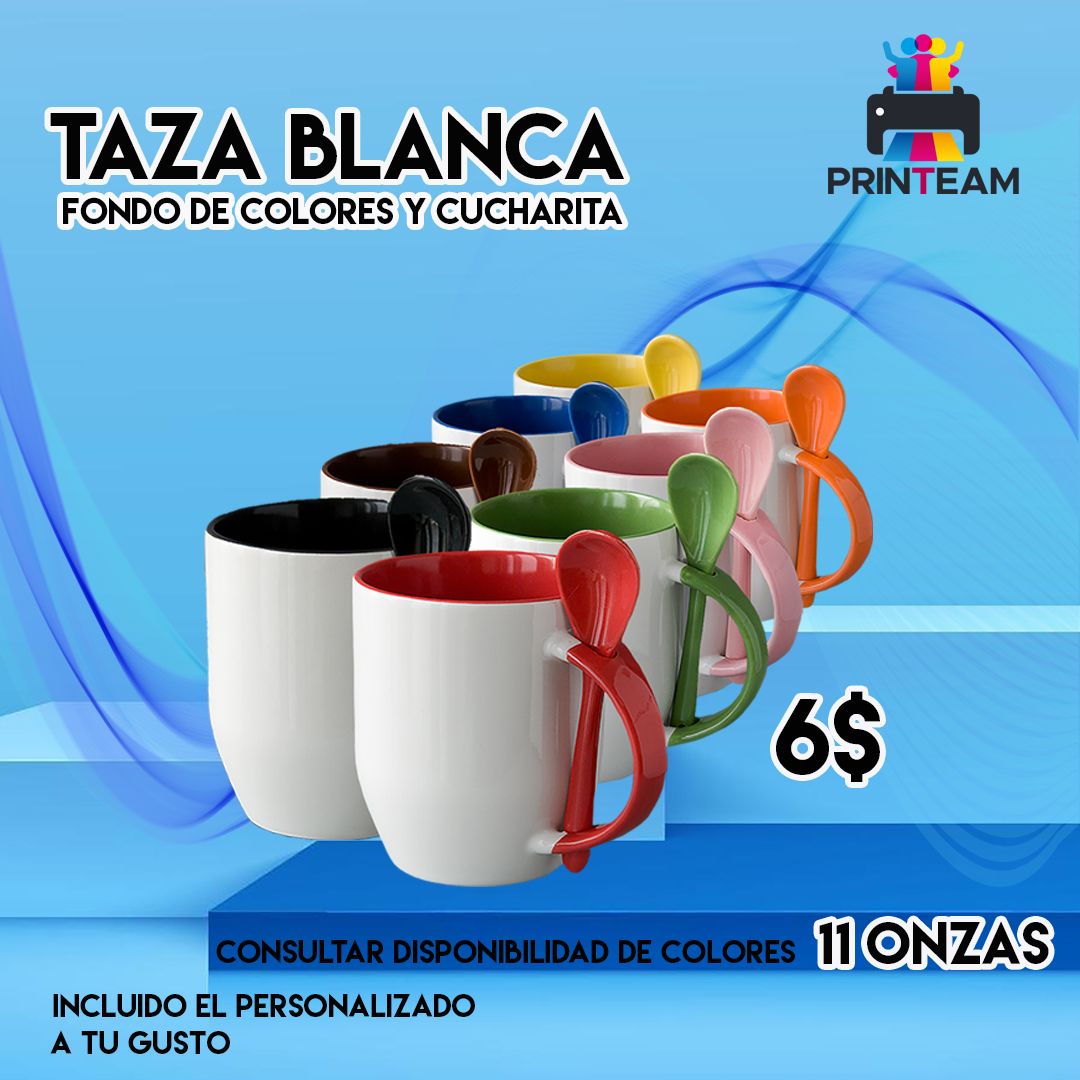 TAZA BLANCA
FONDO DE COLORES Y CUCHARITA
PRINTEAM
6$
CONSULTAR DISPONIBILIDAD DE COLORES 11 ONZAS
INCLUIDO EL PERSONALIZADO
A TU GUSTO